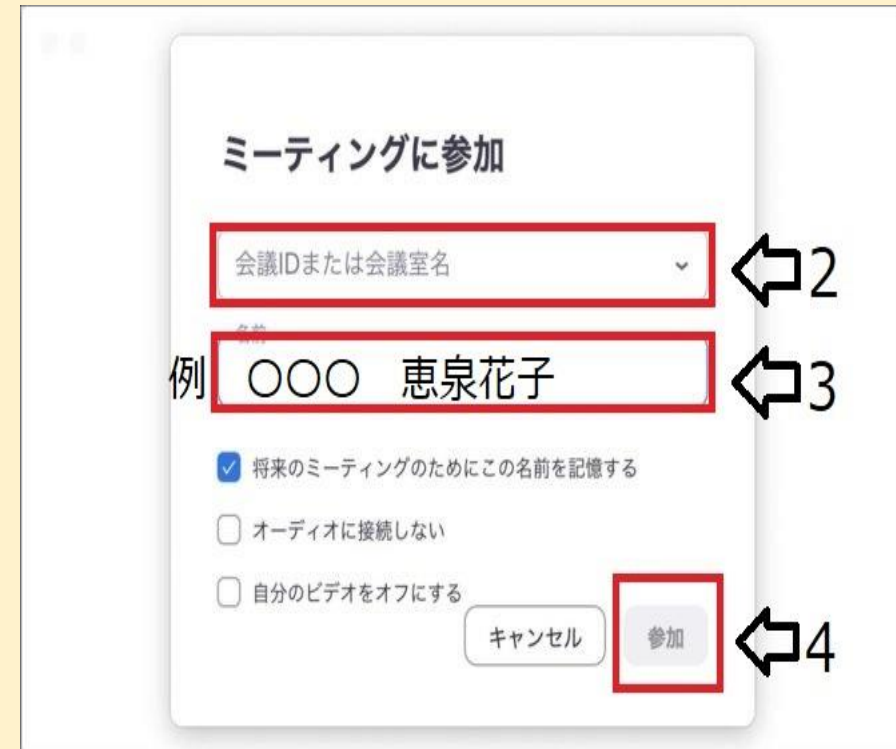 ミーティングに参加
会議IDまたは会議室名
2
名前
例 ○○○　恵泉花子
3
将来のミーティングのためにこの名前を記憶する
オーディオに接続しない
自分のビデオをオフにする
キャンセル
参加
4